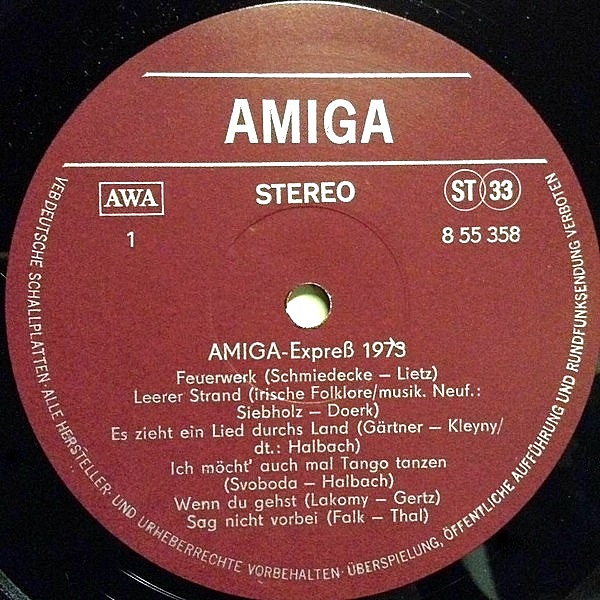 AMIGA
AWA
STEREO
ST 33
1
8 55 358
AMIGA-Expreß 1973
Feuerwerk (Schmiedecke – Lietz)
Leerer Strand (irische Folklore/musik. Neuf.:
Siebholz – Doerk)
Es zieht ein Lied durchs Land (Gärtner – Kleyny/
dt.: Halbach)
Ich möcht' auch mal Tango tanzen
(Svoboda – Halbach)
Wenn du gehst (Lakomy – Gertz)
Sag nicht vorbei (Falk – Thal)
VEB DEUTSCHE SCHALLPLATTEN · ALLE HERSTELLER- UND URHEBERRECHTE VORBEHALTEN · ÜBERSPIELUNG, ÖFFENTLICHE AUFFÜHRUNG UND RUNDFUNKSENDUNG VERBOTEN